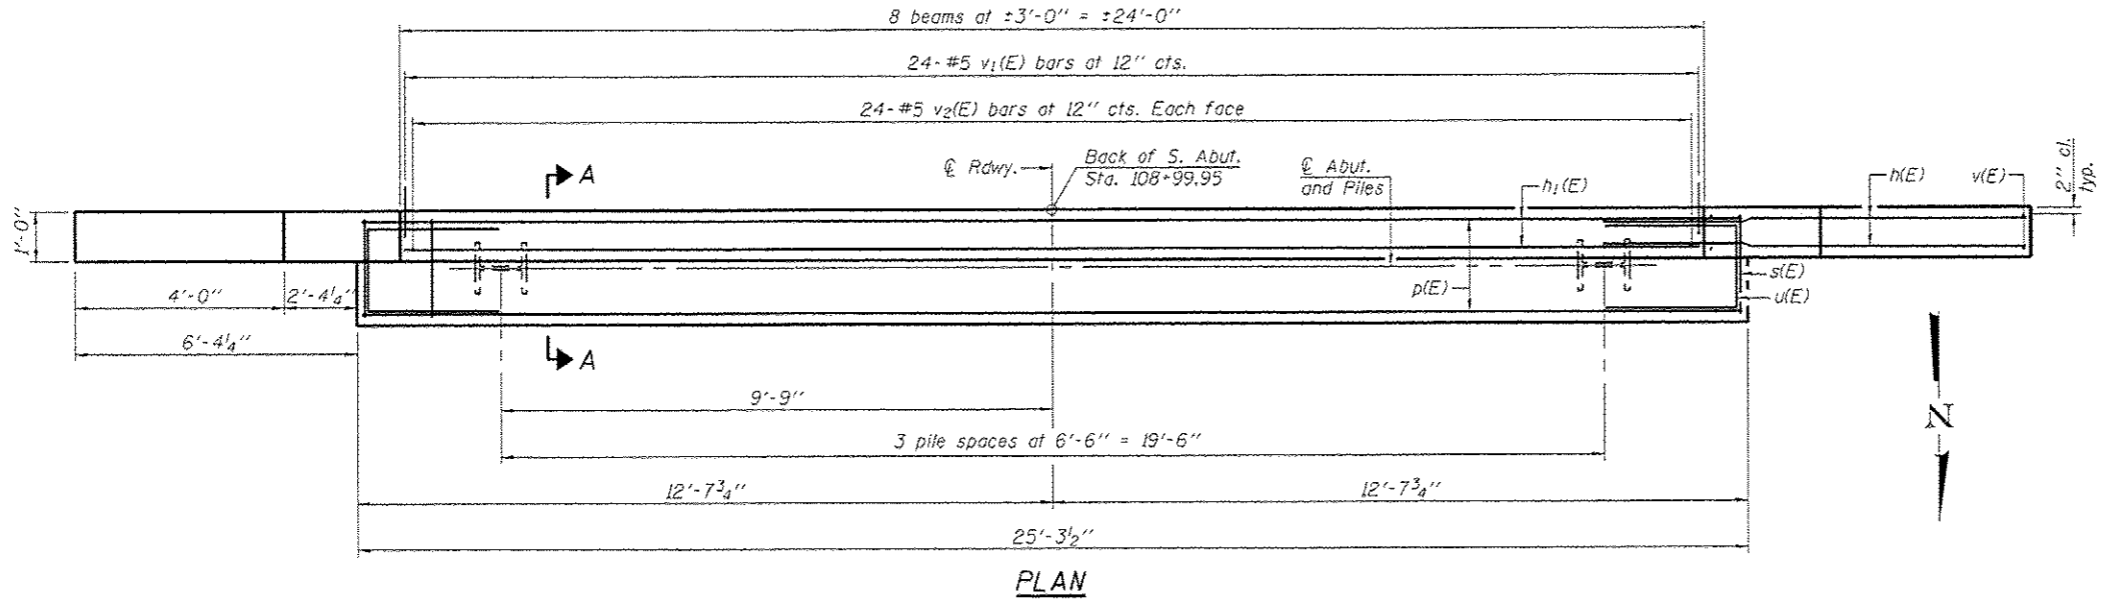 8 beams at ±3'-0" = ±24'-0"
24-#5 v1(E) bars at 12" cts.
24-#5 v2(E) bars at 12" cts. Each face
A
℄ Rdwy.
Back of S. Abut.
Sta. 108+99.95
℄ Abut.
and Piles
h1(E)
h(E)
v(E)
2" cl.
typ.
1'-0"
4'-0"
2'-4¼"
6'-4¼"
p(E)
s(E)
u(E)
A
9'-9"
3 pile spaces at 6'-6" = 19'-6"
12'-7¾"
12'-7¾"
25'-3½"
N
PLAN